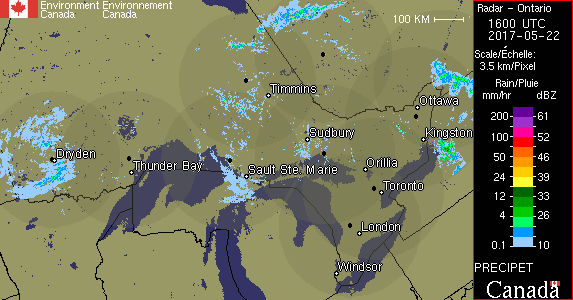 Environment Environnement
Canada Canada
100 KM
Timmins
Ottawa
Sudbury
Kingston
Dryden
Thunder Bay
Sault Ste. Marie
Orillia
Toronto
London
Windsor
Radar - Ontario
1600 UTC
2017-05-22
Scale/Échelle:
3.5 km/Pixel
Rain/Pluie
mm/hr dBZ
200 61
100 52
50 46
24 39
12 33
4 26
0.1 10
PRECIPET
Canada